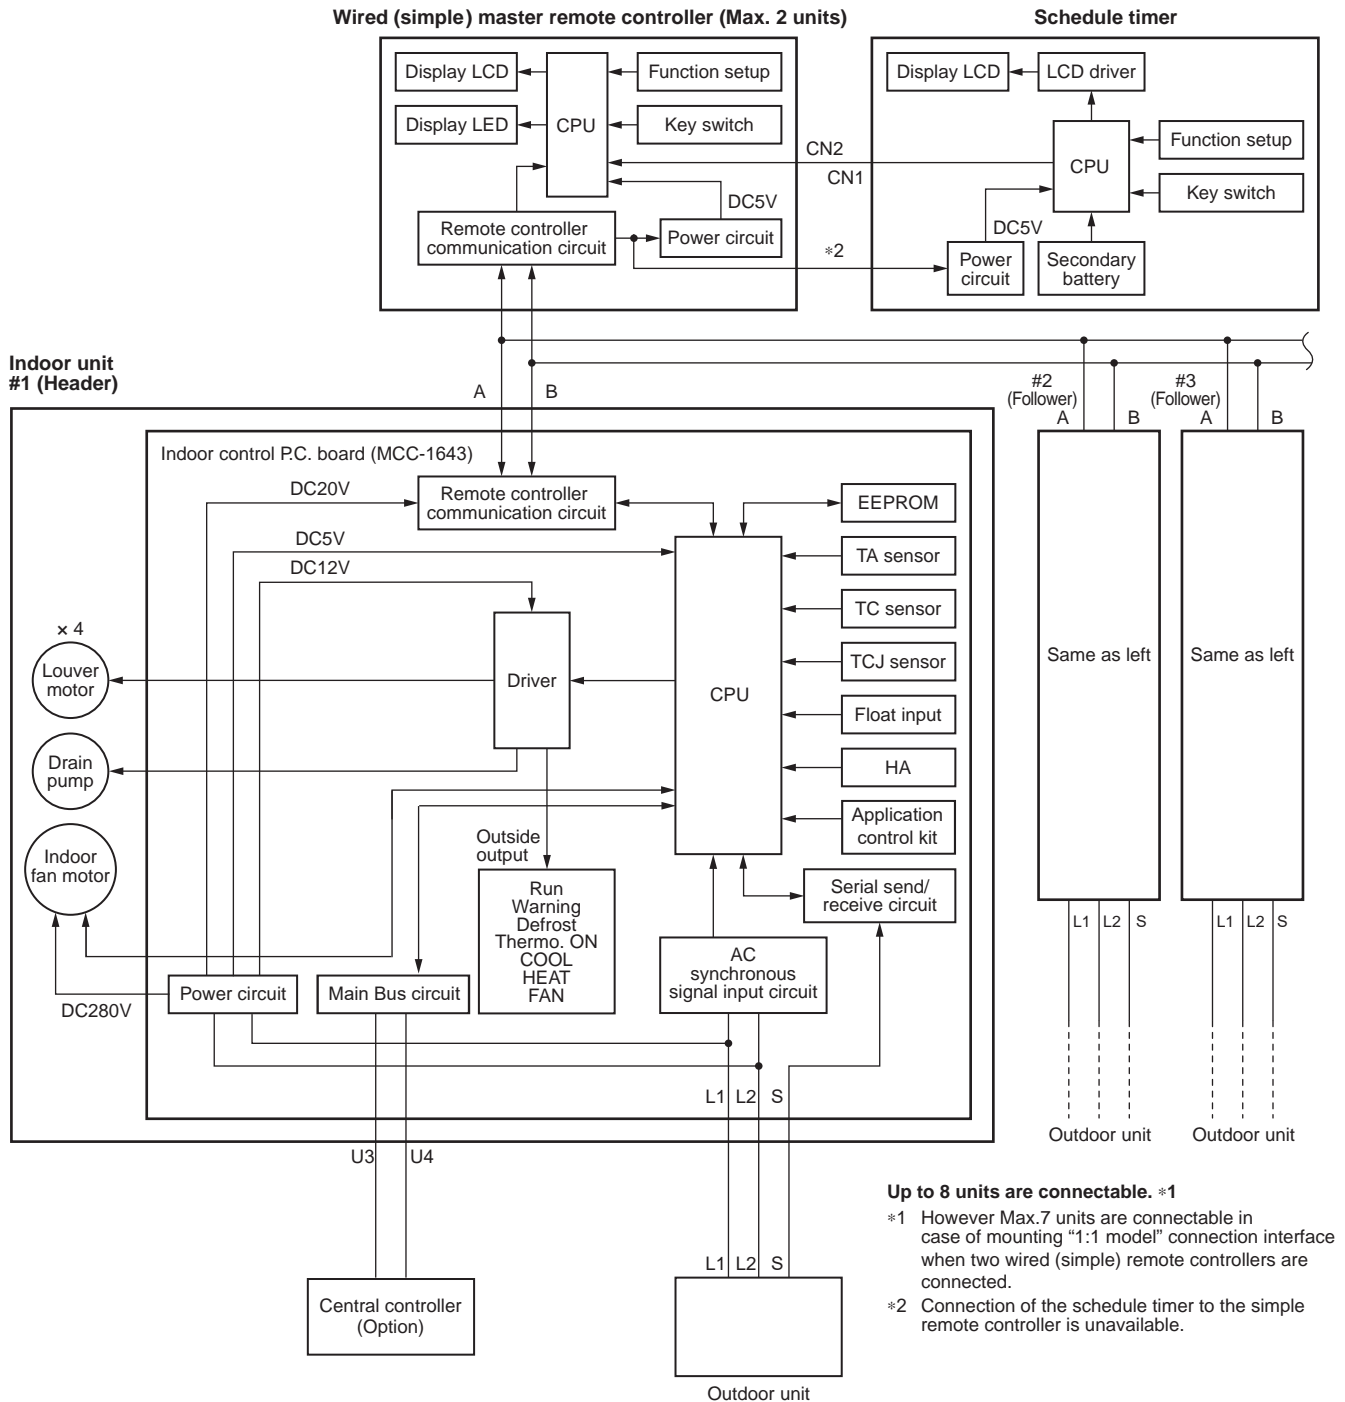 Wired (simple) master remote controller (Max. 2 units)
Schedule timer
Display LCD
Function setup
Display LED
CPU
Key switch
Display LCD
LCD driver
CPU
Function setup
Key switch
CN2
CN1
DC5V
Remote controller
communication circuit
Power circuit
DC5V
∗2
Power
circuit
Secondary
battery
Indoor unit
#1 (Header)
A
B
#2
(Follower)
A
B
#3
(Follower)
A
B
Indoor control P.C. board (MCC-1643)
DC20V
Remote controller
communication circuit
EEPROM
DC5V
TA sensor
DC12V
TC sensor
× 4
Louver
motor
Driver
CPU
TCJ sensor
Same as left
Same as left
Float input
Drain
pump
HA
Application
control kit
Outside
output
Indoor
fan motor
Run
Warning
Defrost
Thermo. ON
COOL
HEAT
FAN
Serial send/
receive circuit
L1
L2
S
L1
L2
S
AC
synchronous
signal input circuit
Power circuit
Main Bus circuit
DC280V
L1
L2
S
Outdoor unit
Outdoor unit
U3
U4
Up to 8 units are connectable. ∗1
∗1 However Max.7 units are connectable in
case of mounting “1:1 model” connection interface
when two wired (simple) remote controllers are
connected.
∗2 Connection of the schedule timer to the simple
remote controller is unavailable.
L1
L2
S
Central controller
(Option)
Outdoor unit